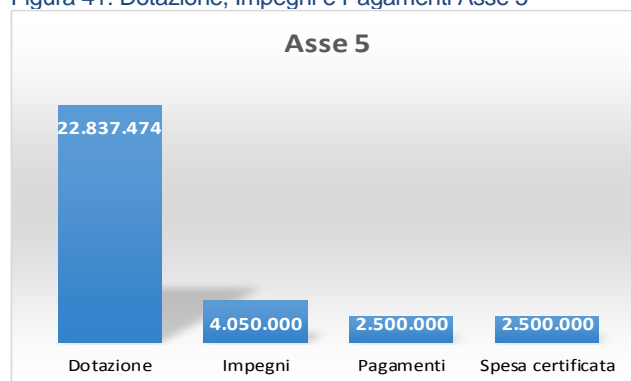 Figura 41: Dotazione, Impegni e Pagamenti Asse 5
Asse 5
22.837.474
4.050.000
2.500.000
2.500.000
Dotazione
Impegni
Pagamenti
Spesa certificata